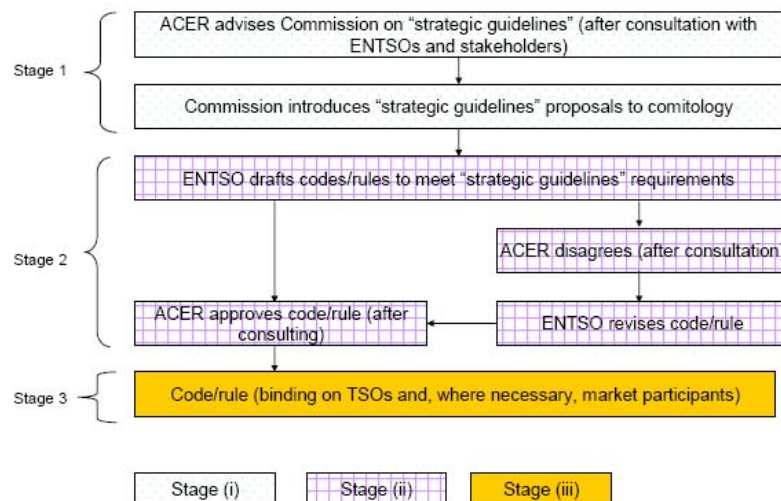 ACER advises Commission on “strategic guidelines” (after consultation with
ENTSOs and stakeholders)
Stage 1
Commission introduces “strategic guidelines” proposals to comitology
ENTSO drafts codes/rules to meet “strategic guidelines” requirements
ACER disagrees (after consultation
Stage 2
ACER approves code/rule (after
consulting)
ENTSO revises code/rule
Stage 3
Code/rule (binding on TSOs and, where necessary, market participants)
Stage (i)
Stage (ii)
Stage (iii)